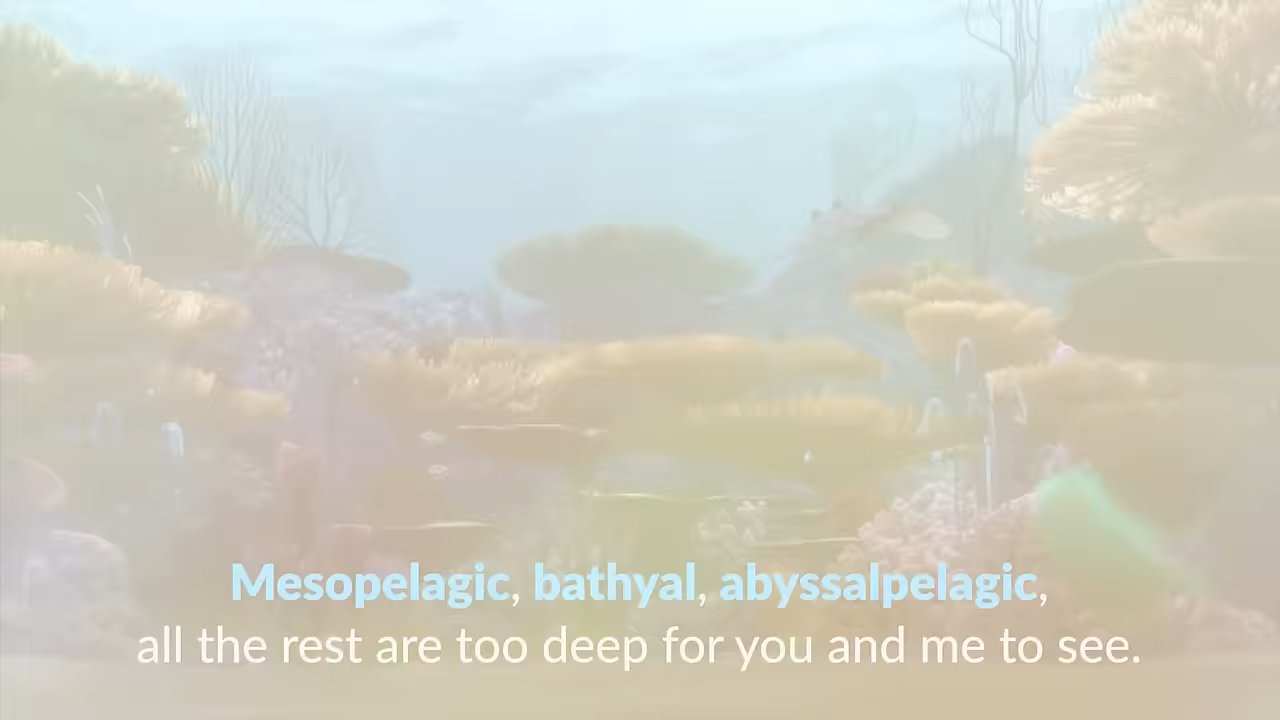 Mesopelagic, bathyal, abyssalpelagic,
all the rest are too deep for you and me to see.